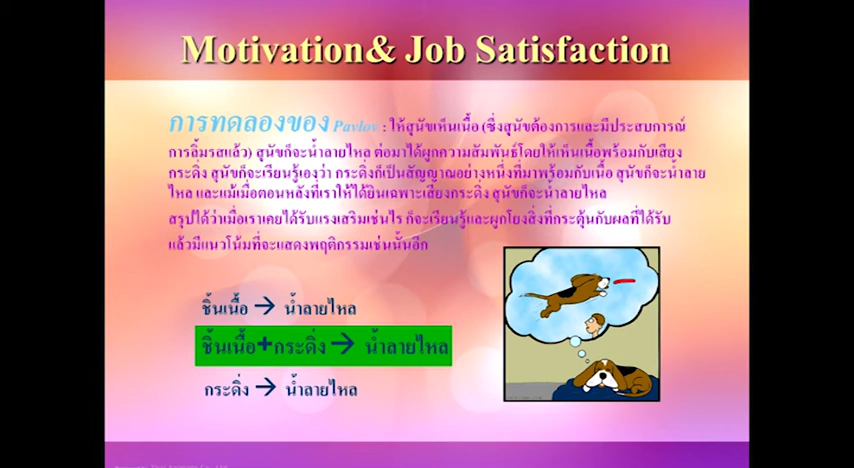 Motivation& Job Satisfaction
การทดลองของ Pavlov : ให้สุนัขเห็นเนื้อ (ซึ่งสุนัขต้องการและมีประสบการณ์
การลิ้มรสแล้ว) สุนัขก็จะน้ำลายไหล ต่อมาได้ผูกความสัมพันธ์โดยให้เห็นเนื้อพร้อมกับเสียง
กระดิ่ง สุนัขก็จะเรียนรู้เองว่า กระดิ่งก็เป็นสัญญาณอย่างหนึ่งที่มาพร้อมกับเนื้อ สุนัขก็จะน้ำลาย
ไหล และแม้เมื่อตอนหลังที่เราให้ได้ยินเฉพาะเสียงกระดิ่ง สุนัขก็จะน้ำลายไหล
สรุปได้ว่าเมื่อเราเคยได้รับแรงเสริมเช่นไร ก็จะเรียนรู้และผูกโยงสิ่งที่กระตุ้นกับผลที่ได้รับ
แล้วมีแนวโน้มที่จะแสดงพฤติกรรมเช่นนั้นอีก
ชิ้นเนื้อ → น้ำลายไหล
ชิ้นเนื้อ+กระดิ่ง → น้ำลายไหล
กระดิ่ง → น้ำลายไหล